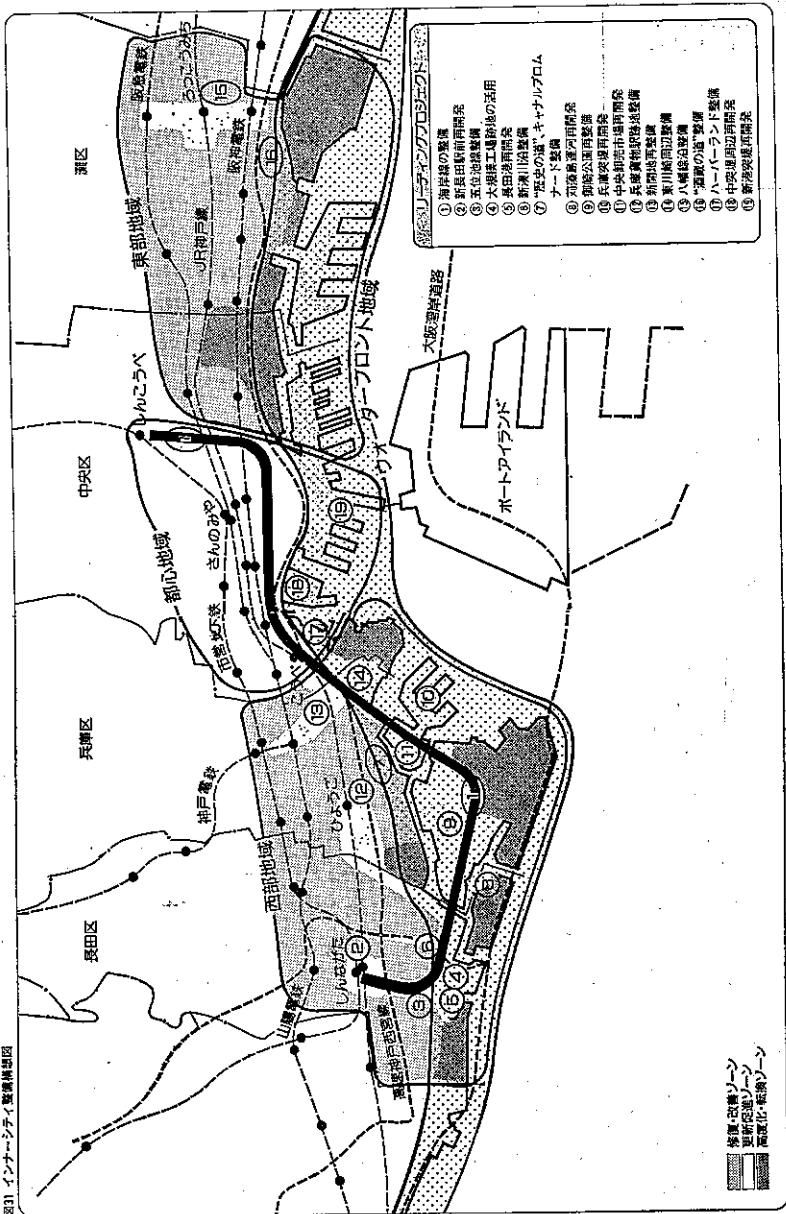 図31 インナーシティ整備構想図
灘区
中央区
兵庫区
長田区
東部地域
都心地域
西部地域
ウォーターフロント地域
阪急電鉄
ろっこうみち
JR神戸線
阪神電鉄
しんこうべ
さんのみや
市営地下鉄
神戸電鉄
ひょうご
しんながた
山陽電鉄
高速神戸西宮線
大阪湾岸道路
ポートアイランド
リーディングプロジェクト
① 海岸線の整備
② 新長田駅前再開発
③ 五位池線整備
④ 大規模工場跡地の活用
⑤ 長田港再開発
⑥ 新湊川沿整備
⑦ “歴史の道”、キャナルプロム
ナード整備
⑧ 苅藻島運河再開発
⑨ 御崎公園再整備
⑩ 兵庫突堤再開発
⑪ 中央卸売市場再開発
⑫ 兵庫貨物駅跡地整備
⑬ 新開地再整備
⑭ 東川崎周辺整備
⑮ 八幡線沿整備
⑯ “酒蔵の道”整備
⑰ ハーバーランド整備
⑱ 中突堤周辺再開発
⑲ 新港突堤再開発
修復・改善ゾーン
更新促進ゾーン
高度化・転換ゾーン